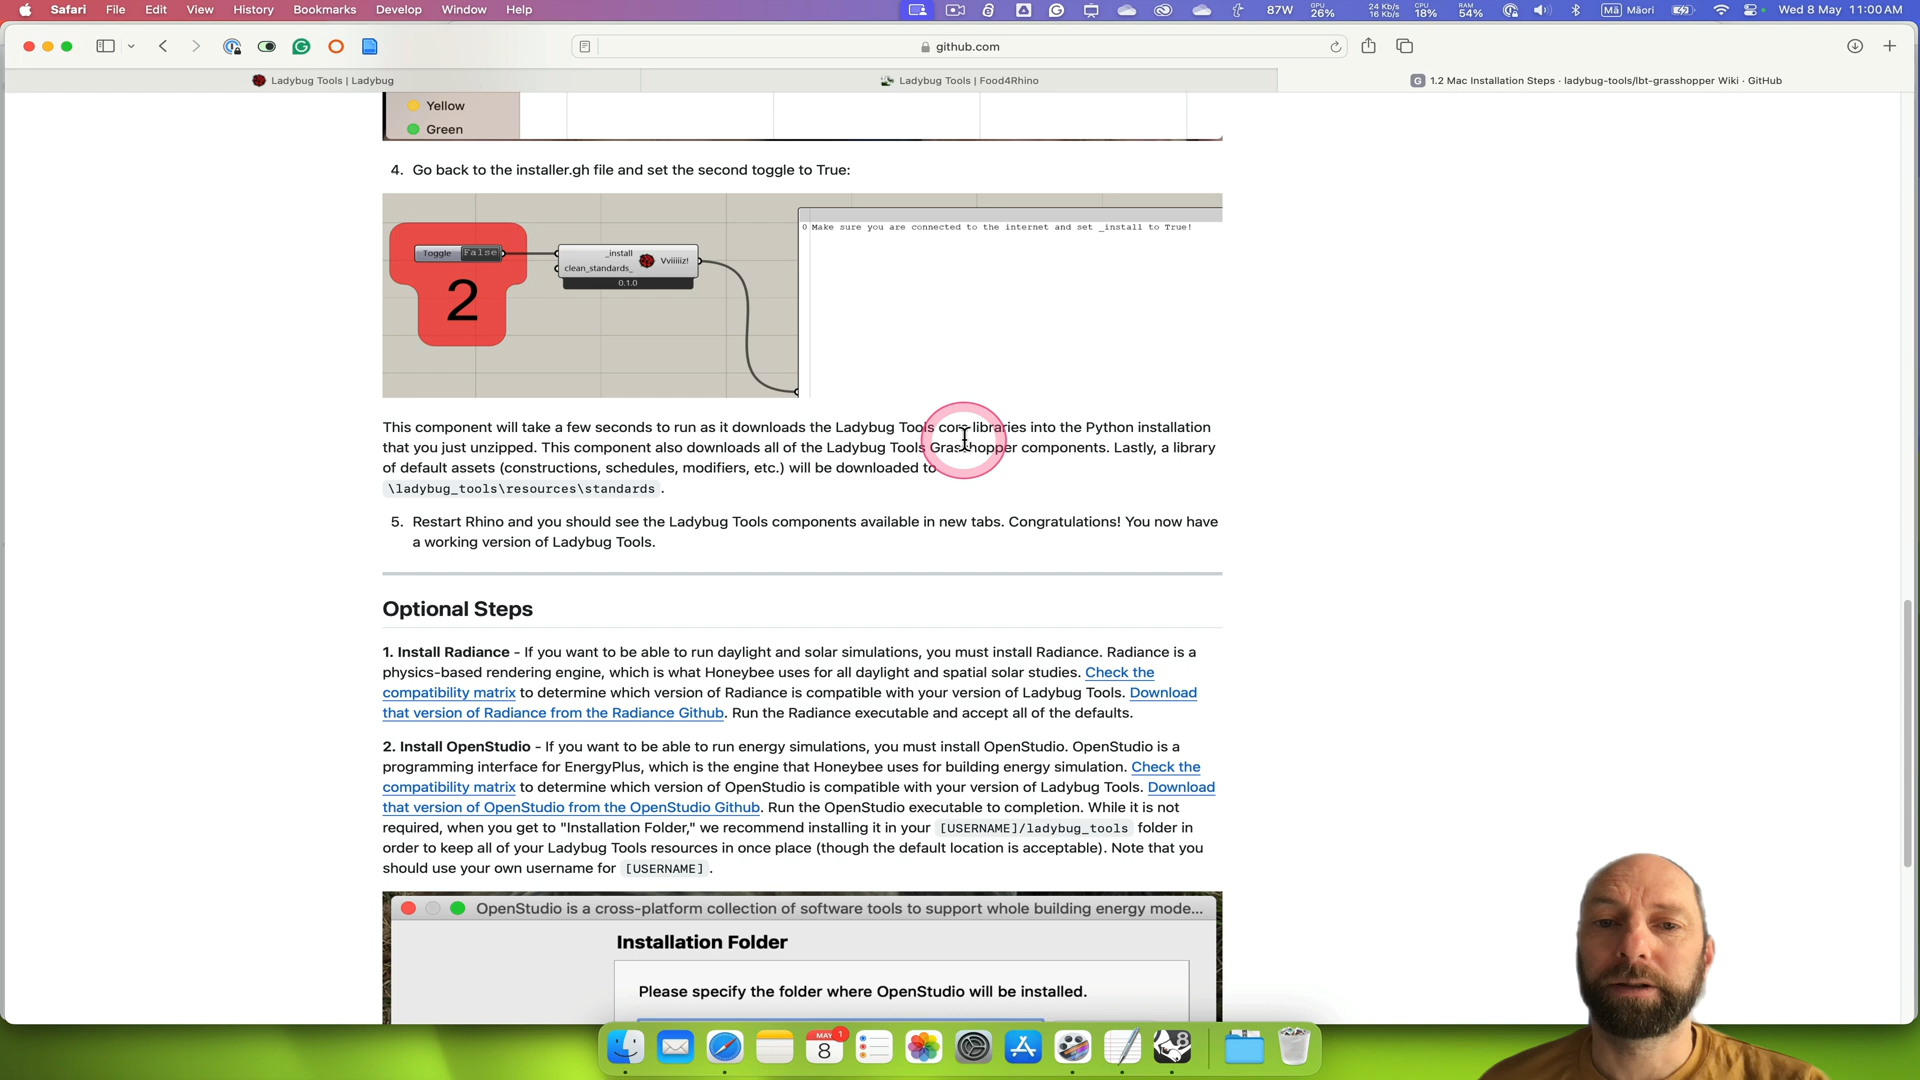 Safari File Edit View History Bookmarks Develop Window Help 87W GPU 26% 24 Kb/s 16 Kb/s CPU 18% RAM 54% Mā Māori Wed 8 May 11:00 AM
github.com
Ladybug Tools | Ladybug Ladybug Tools | Food4Rhino G 1.2 Mac Installation Steps · ladybug-tools/lbt-grasshopper Wiki · GitHub
Yellow
Green
4. Go back to the installer.gh file and set the second toggle to True:
0 Make sure you are connected to the internet and set _install to True!
Toggle False _install
clean_standards_ Vviiiiz!
0.1.0
2
This component will take a few seconds to run as it downloads the Ladybug Tools core libraries into the Python installation
that you just unzipped. This component also downloads all of the Ladybug Tools Grasshopper components. Lastly, a library
of default assets (constructions, schedules, modifiers, etc.) will be downloaded to
\ladybug_tools\resources\standards .
5. Restart Rhino and you should see the Ladybug Tools components available in new tabs. Congratulations! You now have
a working version of Ladybug Tools.
Optional Steps
1. Install Radiance - If you want to be able to run daylight and solar simulations, you must install Radiance. Radiance is a
physics-based rendering engine, which is what Honeybee uses for all daylight and spatial solar studies. Check the
compatibility matrix to determine which version of Radiance is compatible with your version of Ladybug Tools. Download
that version of Radiance from the Radiance Github. Run the Radiance executable and accept all of the defaults.
2. Install OpenStudio - If you want to be able to run energy simulations, you must install OpenStudio. OpenStudio is a
programming interface for EnergyPlus, which is the engine that Honeybee uses for building energy simulation. Check the
compatibility matrix to determine which version of OpenStudio is compatible with your version of Ladybug Tools. Download
that version of OpenStudio from the OpenStudio Github. Run the OpenStudio executable to completion. While it is not
required, when you get to "Installation Folder," we recommend installing it in your [USERNAME]/ladybug_tools folder in
order to keep all of your Ladybug Tools resources in once place (though the default location is acceptable). Note that you
should use your own username for [USERNAME] .
OpenStudio is a cross-platform collection of software tools to support whole building energy mode...
Installation Folder
Please specify the folder where OpenStudio will be installed.
MAY 8 1
8